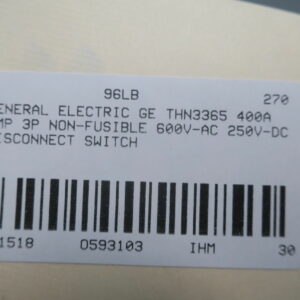 96LB 270
ENERAL ELECTRIC GE THN3365 400A
MP 3P NON-FUSIBLE 600V-AC 250V-DC
ISCONNECT SWITCH
1518 0593103 IHM 30